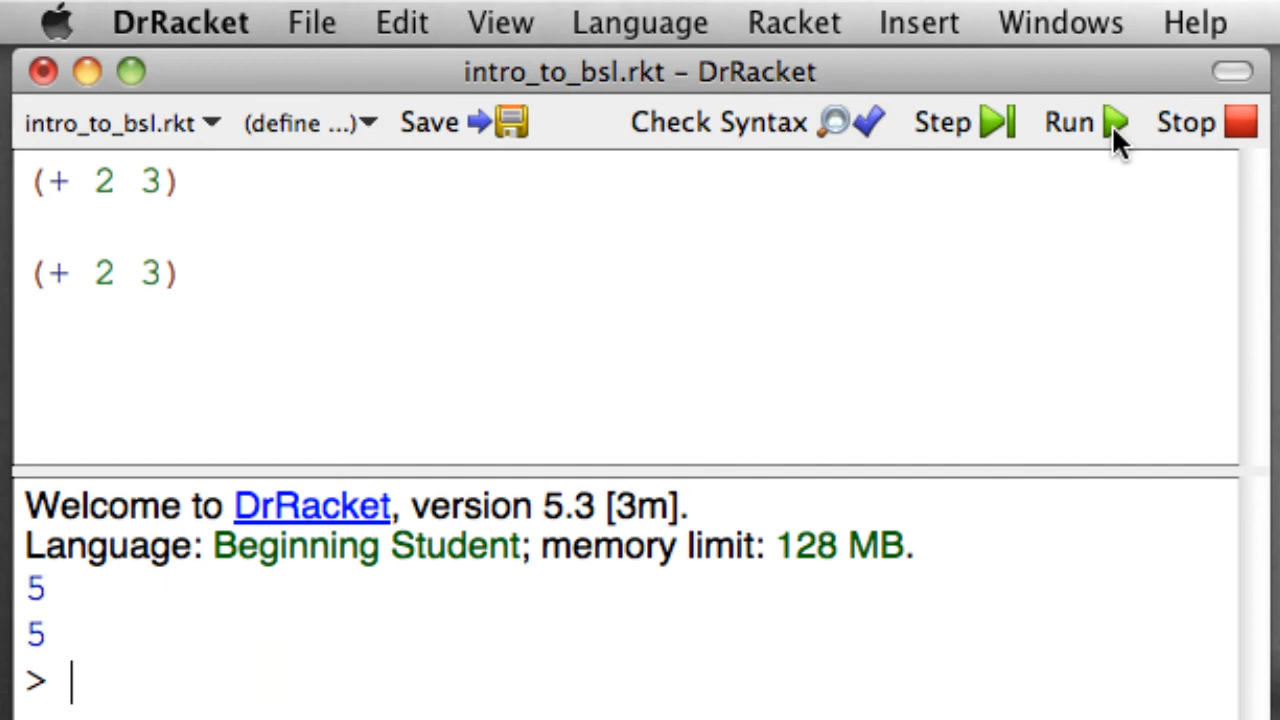 DrRacket File Edit View Language Racket Insert Windows Help
intro_to_bsl.rkt – DrRacket
intro_to_bsl.rkt (define ...) Save Check Syntax Step Run Stop
(+ 2 3)
(+ 2 3)
Welcome to DrRacket, version 5.3 [3m].
Language: Beginning Student; memory limit: 128 MB.
5
5
>